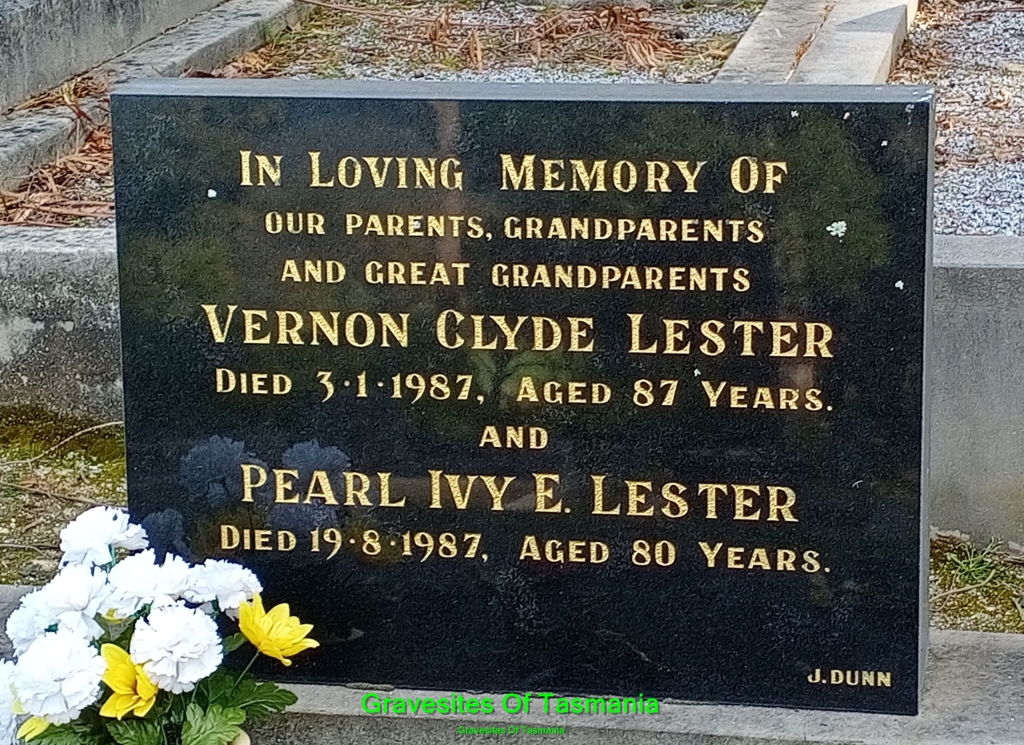 In Loving Memory Of
OUR PARENTS, GRANDPARENTS
AND GREAT GRANDPARENTS
VERNON CLYDE LESTER
DIED 3·1·1987, AGED 87 YEARS.
AND
PEARL IVY E. LESTER
DIED 19·8·1987, AGED 80 YEARS.
J. DUNN
Gravesites Of Tasmania
Gravesites Of Tasmania